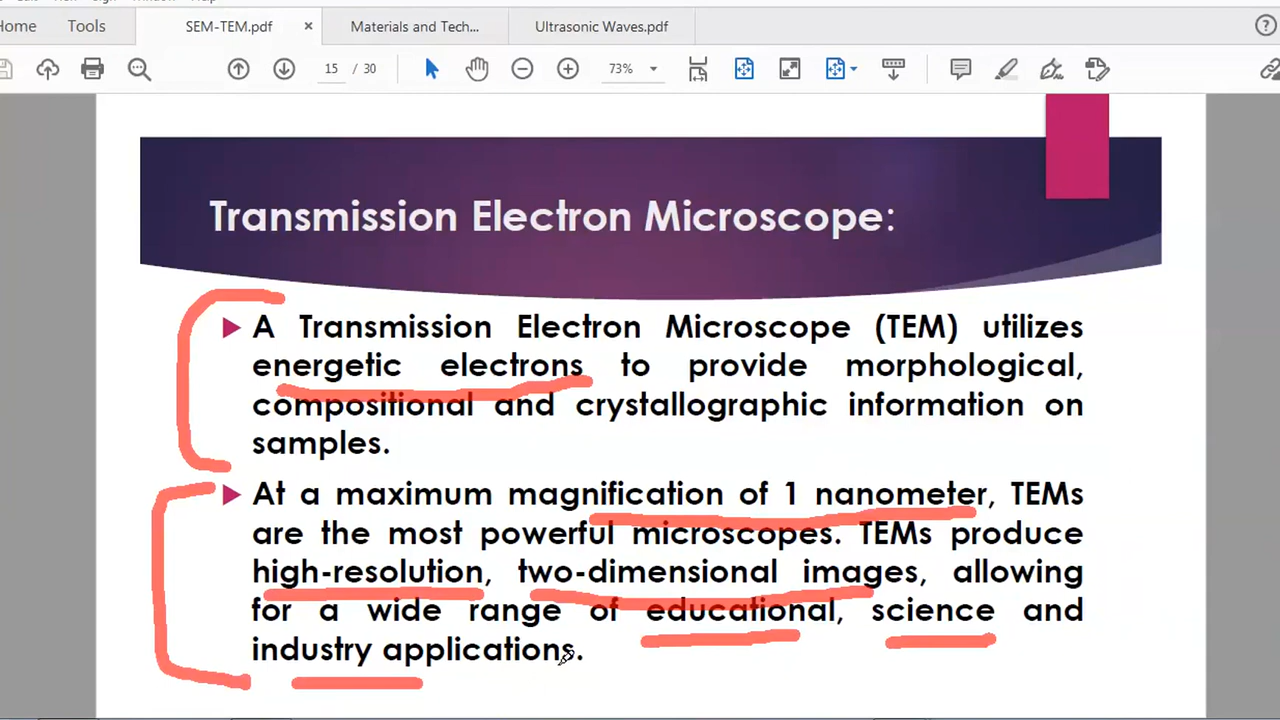 Home Tools SEM-TEM.pdf × Materials and Tech... Ultrasonic Waves.pdf ?
15 / 30 73%
Transmission Electron Microscope:
A Transmission Electron Microscope (TEM) utilizes
energetic electrons to provide morphological,
compositional and crystallographic information on
samples.
At a maximum magnification of 1 nanometer, TEMs
are the most powerful microscopes. TEMs produce
high-resolution, two-dimensional images, allowing
for a wide range of educational, science and
industry applications.